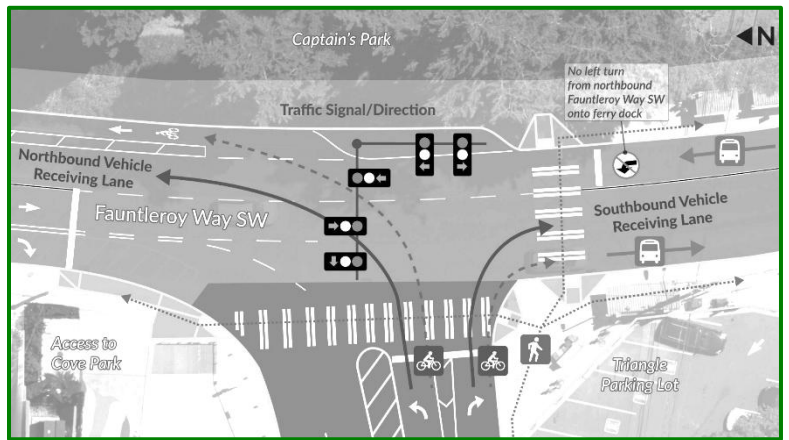 Captain's Park
N
No left turn
from northbound
Fauntleroy Way SW
onto ferry dock
Traffic Signal/Direction
Northbound Vehicle
Receiving Lane
Fauntleroy Way SW
Southbound Vehicle
Receiving Lane
Access to
Cove Park
Triangle
Parking Lot